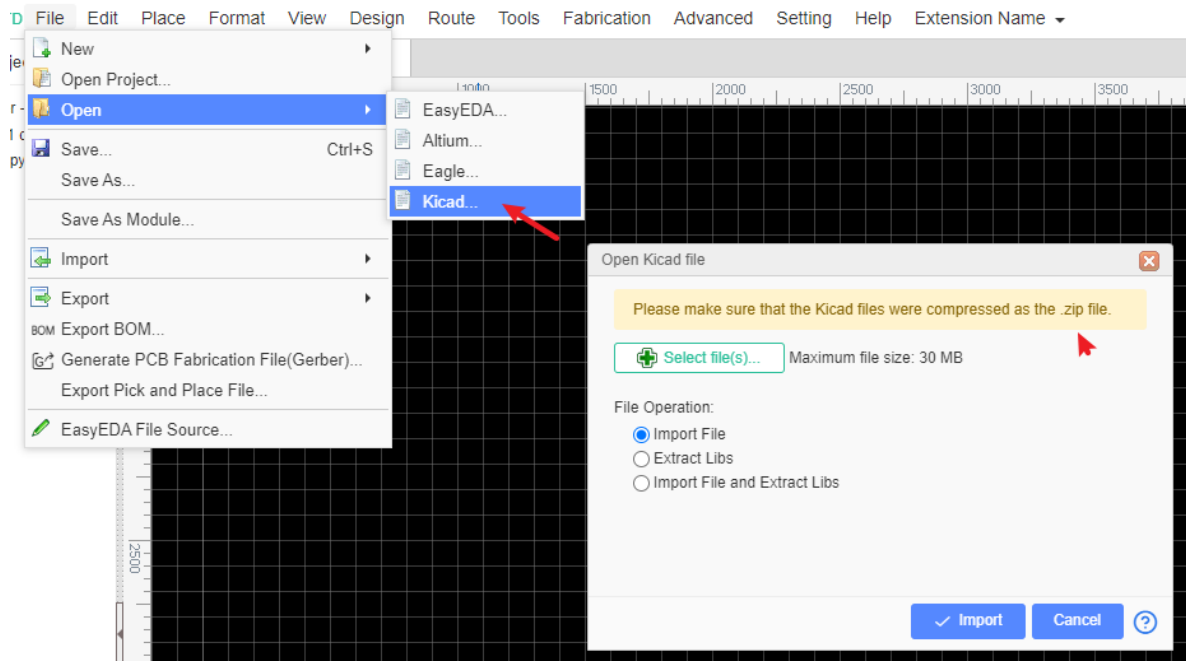 File Edit Place Format View Design Route Tools Fabrication Advanced Setting Help Extension Name
New
Open Project...
Open
Save... Ctrl+S
Save As...
Save As Module...
Import
Export
BOM Export BOM...
Generate PCB Fabrication File(Gerber)...
Export Pick and Place File...
EasyEDA File Source...
EasyEDA...
Altium...
Eagle...
Kicad...
1500 2000 2500 3000 3500
2500
Open Kicad file
Please make sure that the Kicad files were compressed as the .zip file.
Select file(s)... Maximum file size: 30 MB
File Operation:
Import File
Extract Libs
Import File and Extract Libs
Import Cancel ?